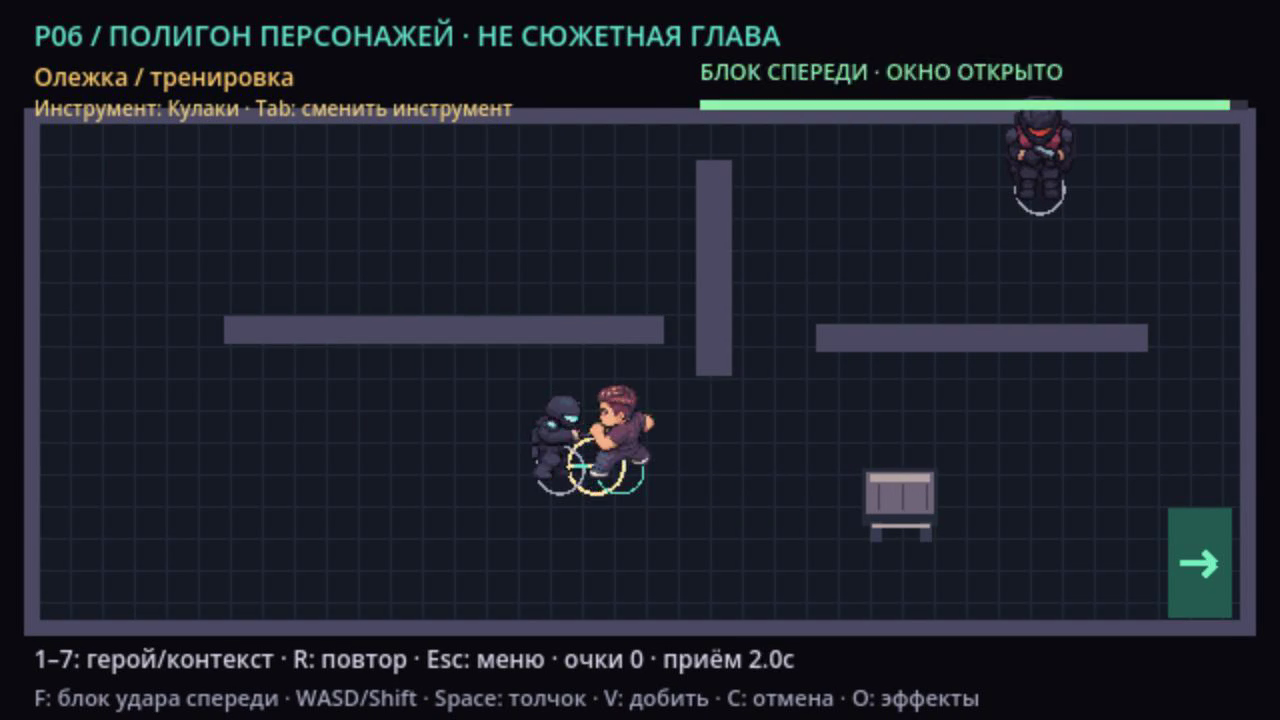 P06 / ПОЛИГОН ПЕРСОНАЖЕЙ · НЕ СЮЖЕТНАЯ ГЛАВА
Олежка / тренировка
БЛОК СПЕРЕДИ · ОКНО ОТКРЫТО
Инструмент: Кулаки · Tab: сменить инструмент
→
1–7: герой/контекст · R: повтор · Esc: меню · очки 0 · приём 2.0с
F: блок удара спереди · WASD/Shift · Space: толчок · V: добить · C: отмена · O: эффекты